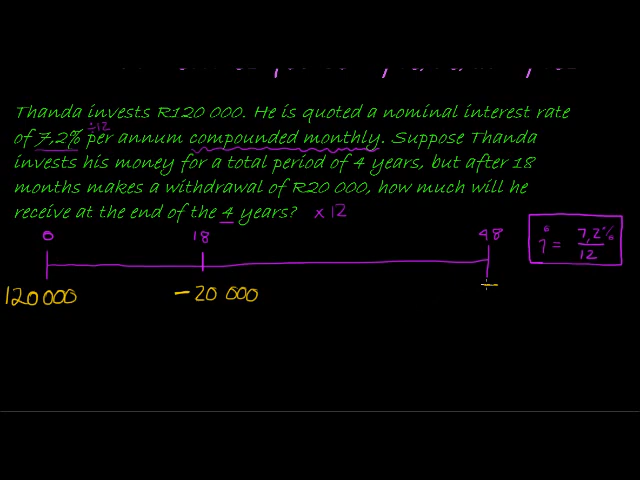 Thanda invests R120 000. He is quoted a nominal interest rate
÷12
of 7,2% per annum compounded monthly. Suppose Thanda
invests his money for a total period of 4 years, but after 18
months makes a withdrawal of R20 000, how much will he
receive at the end of the 4 years? x 12
0 18 48
i = 7,2% / 12
120 000 - 20 000